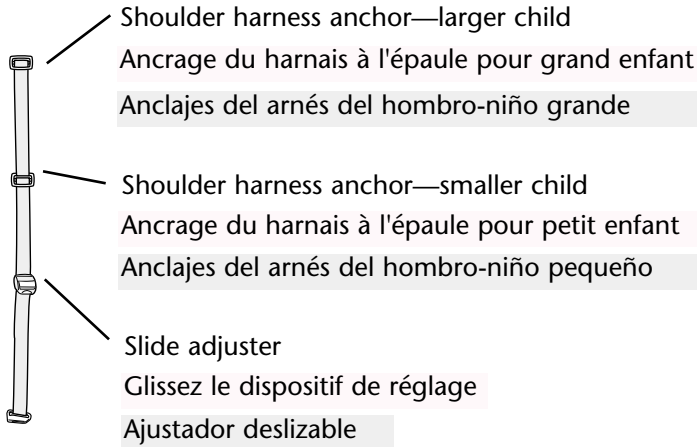 Shoulder harness anchor—larger child
Ancrage du harnais à l'épaule pour grand enfant
Anclajes del arnés del hombro-niño grande
Shoulder harness anchor—smaller child
Ancrage du harnais à l'épaule pour petit enfant
Anclajes del arnés del hombro-niño pequeño
Slide adjuster
Glissez le dispositif de réglage
Ajustador deslizable